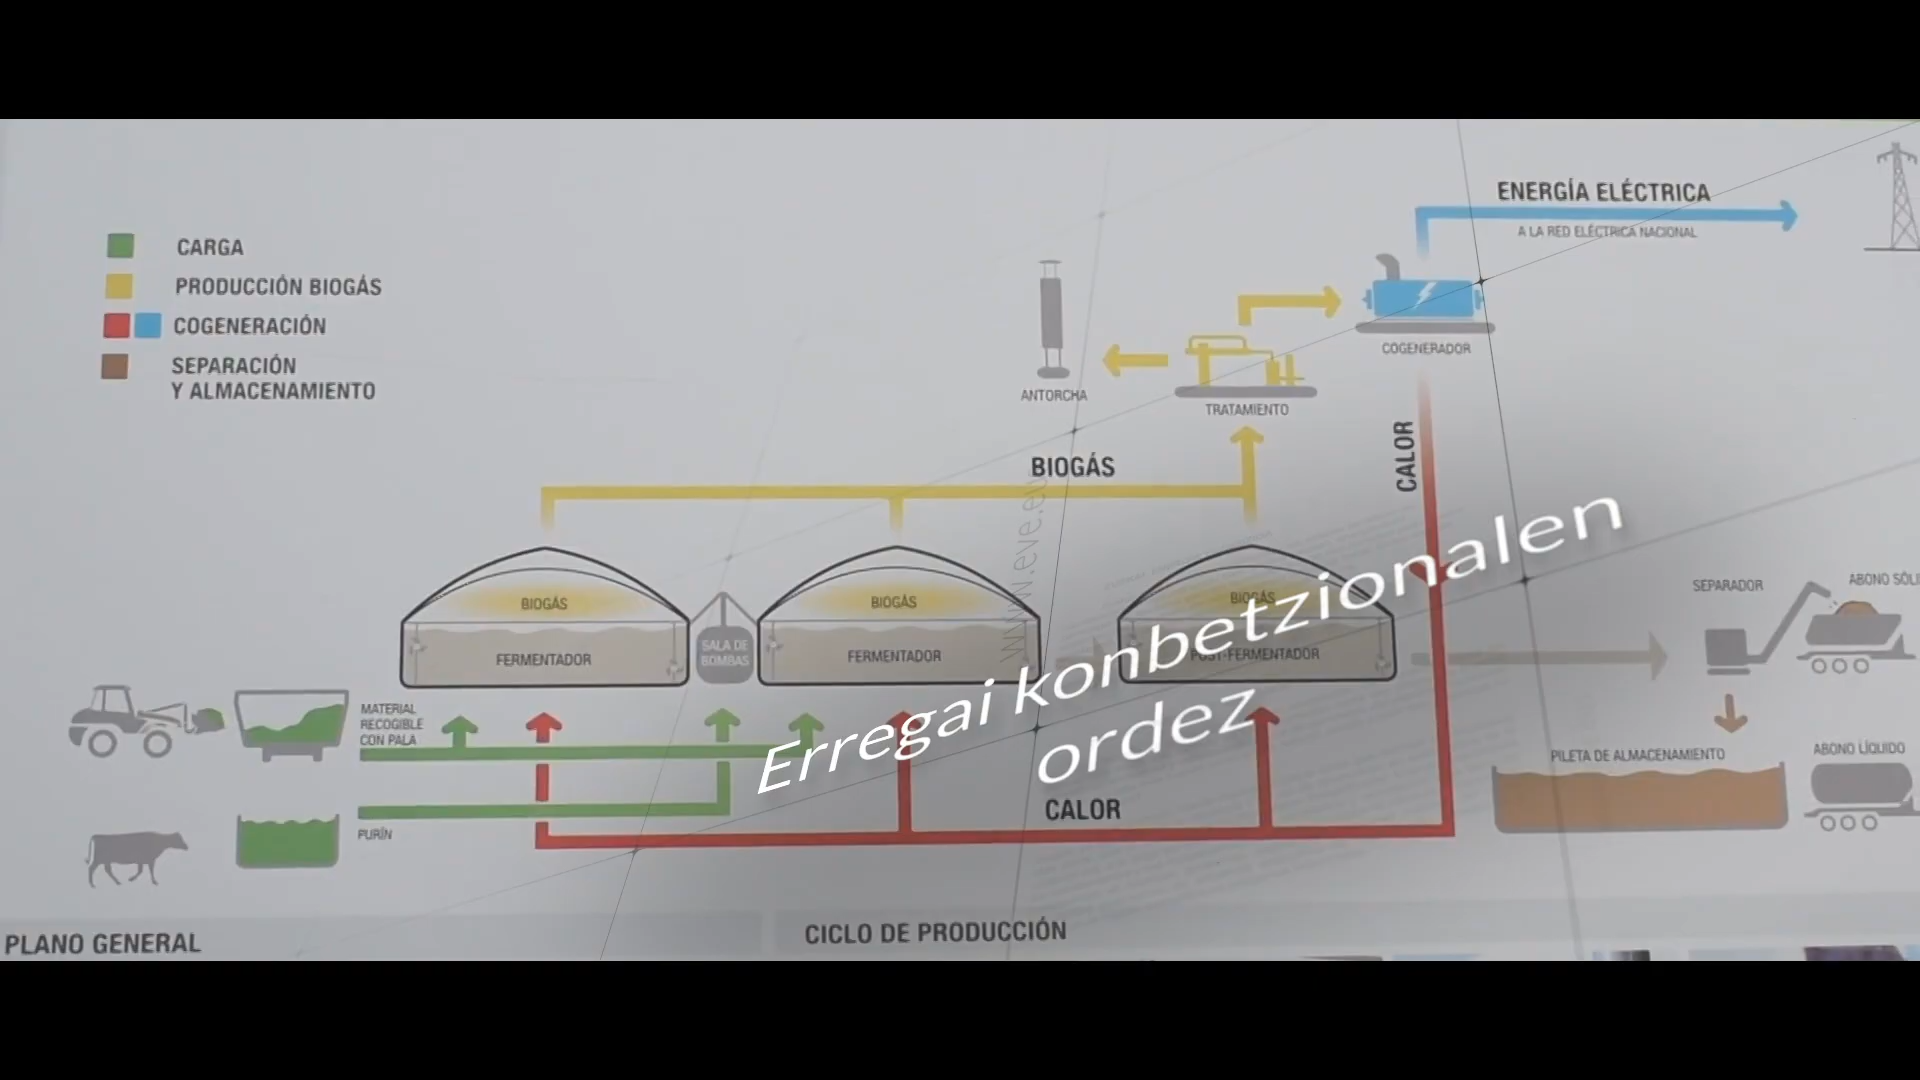 CARGA
PRODUCCIÓN BIOGÁS
COGENERACIÓN
SEPARACIÓN
Y ALMACENAMIENTO
ENERGÍA ELÉCTRICA
A LA RED ELÉCTRICA NACIONAL
COGENERADOR
ANTORCHA
TRATAMIENTO
CALOR
BIOGÁS
www.eve.eu
BIOGÁS
FERMENTADOR
SALA DE
BOMBAS
BIOGÁS
FERMENTADOR
BIOGÁS
POST-FERMENTADOR
SEPARADOR
ABONO
MATERIAL
RECOGIBLE
CON PALA
Erregai konbetzionalen
ordez
PILETA DE ALMACENAMIENTO
ABONO LÍQUIDO
CALOR
PURÍN
PLANO GENERAL
CICLO DE PRODUCCIÓN